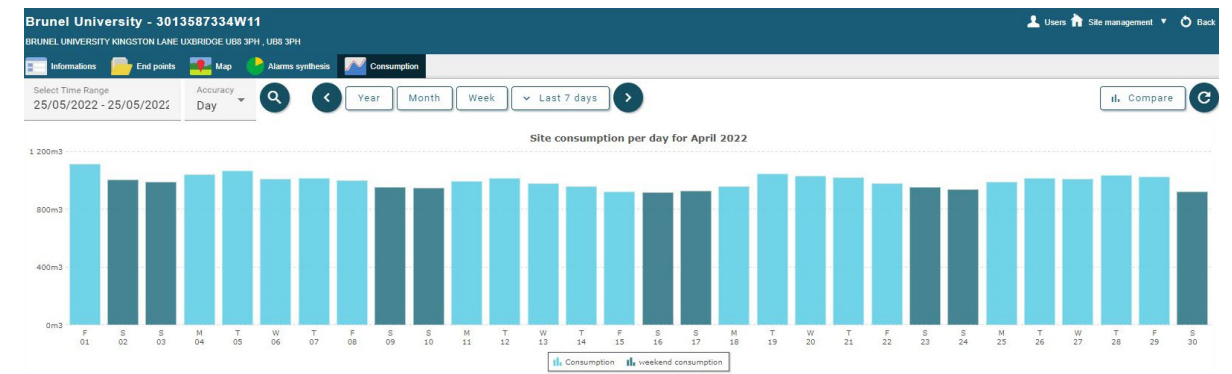 Brunel University - 3013587334W11
Users Site management ▼ Back
BRUNEL UNIVERSITY KINGSTON LANE UXBRIDGE UB8 3PH , UB8 3PH
Informations End points Map Alarms synthesis Consumption
Select Time Range Accuracy
25/05/2022 - 25/05/2022 Day Year Month Week Last 7 days Compare
Site consumption per day for April 2022
1 200m3
800m3
400m3
0m3
F S S M T W T F S S M T W T F S S M T W T F S S M T W T F S
01 02 03 04 05 06 07 08 09 10 11 12 13 14 15 16 17 18 19 20 21 22 23 24 25 26 27 28 29 30
Consumption weekend consumption